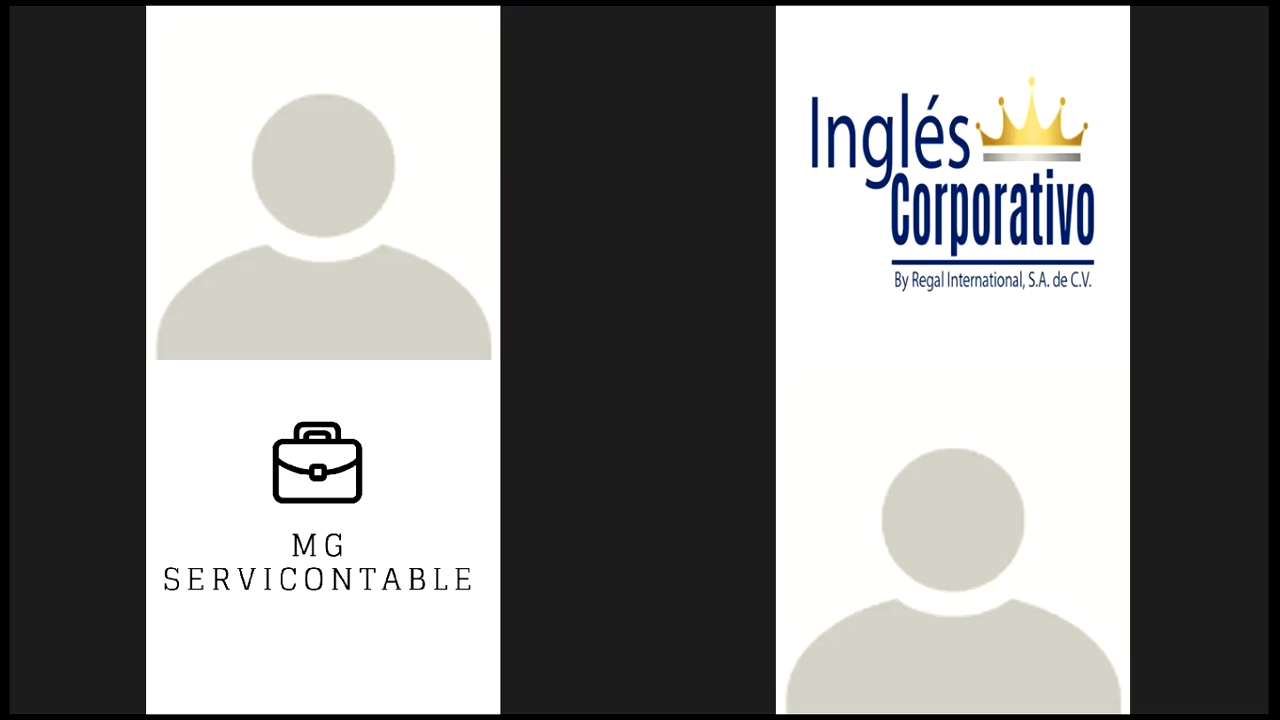 Inglés
Corporativo
By Regal International, S.A. de C.V.
MG
SERVICONTABLE